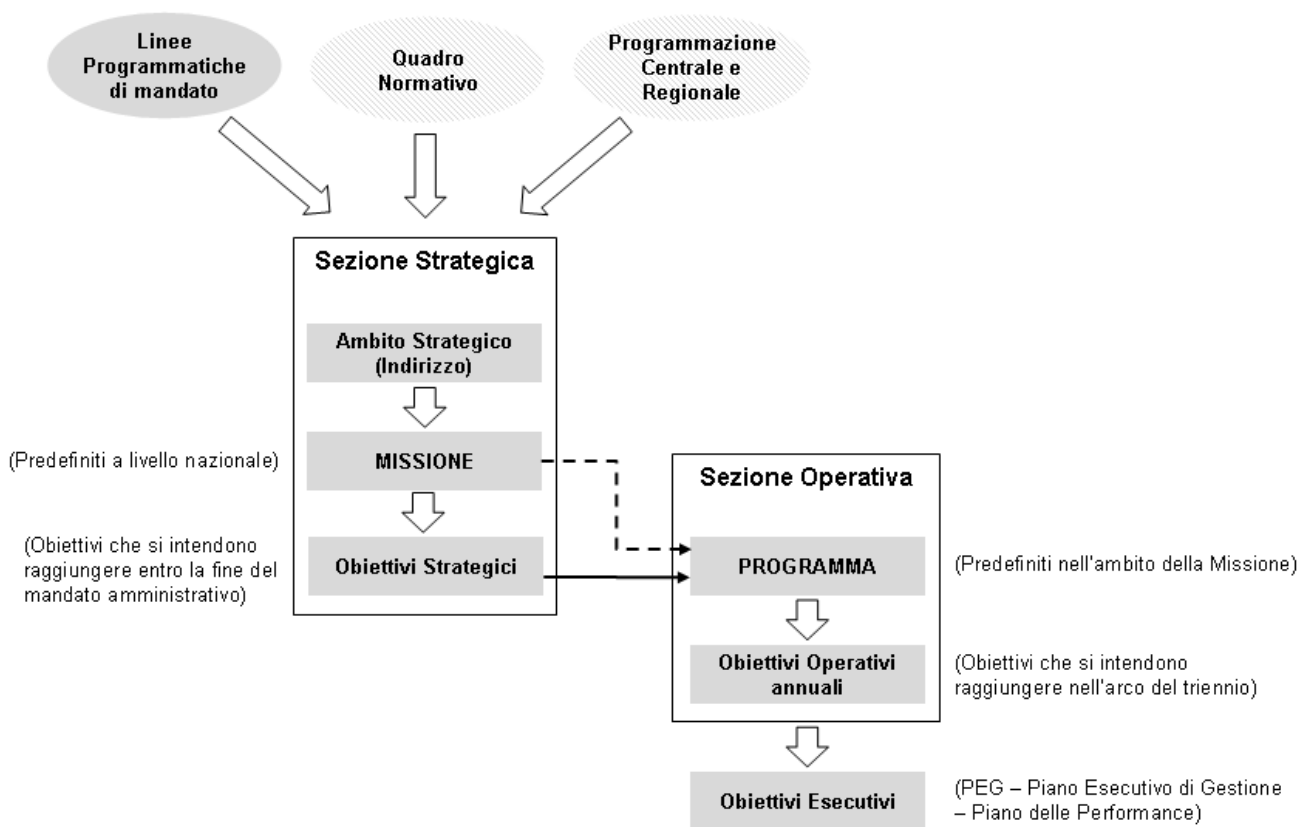 Linee
Programmatiche
di mandato
Quadro
Normativo
Programmazione
Centrale e
Regionale
Sezione Strategica
Ambito Strategico
(Indirizzo)
(Predefiniti a livello nazionale)
MISSIONE
(Obiettivi che si intendono
raggiungere entro la fine del
mandato amministrativo)
Obiettivi Strategici
Sezione Operativa
PROGRAMMA
(Predefiniti nell'ambito della Missione)
Obiettivi Operativi
annuali
(Obiettivi che si intendono
raggiungere nell'arco del triennio)
Obiettivi Esecutivi
(PEG – Piano Esecutivo di Gestione
– Piano delle Performance)